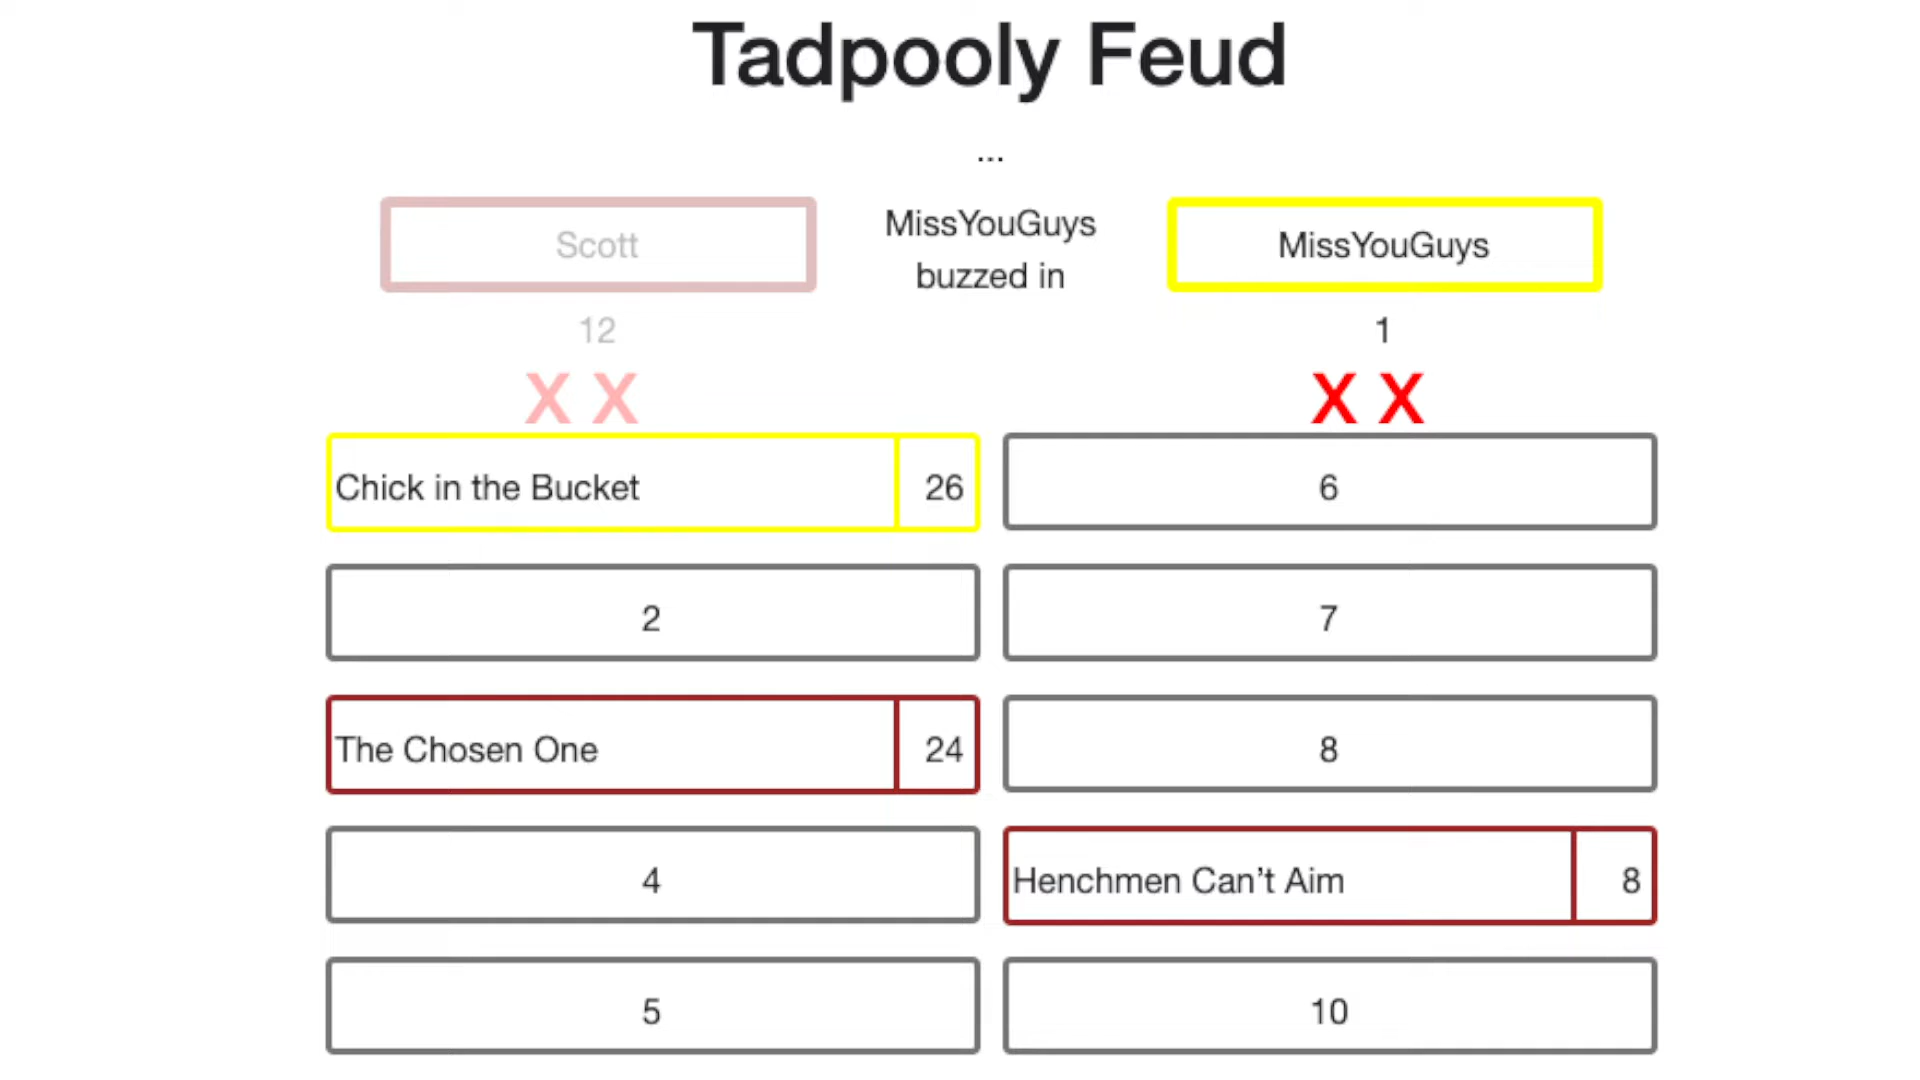 Tadpooly Feud
...
Scott
MissYouGuys
buzzed in
MissYouGuys
12
1
X X
X X
Chick in the Bucket 26
6
2
7
The Chosen One 24
8
4
Henchmen Can’t Aim 8
5
10